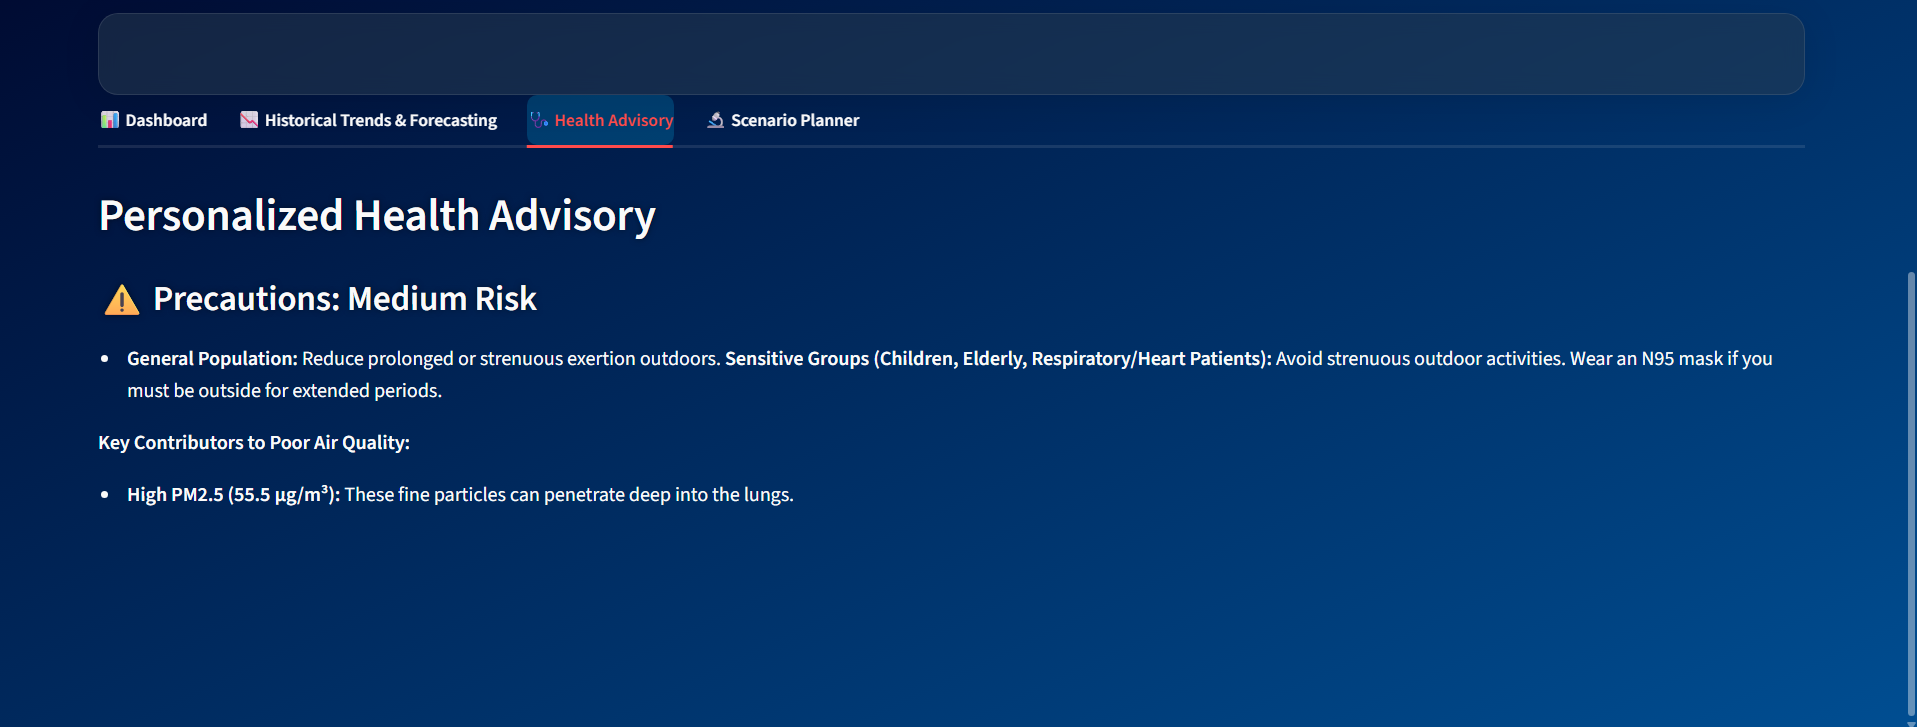 📊 Dashboard 📉 Historical Trends & Forecasting 🩺 Health Advisory 🔬 Scenario Planner
Personalized Health Advisory
⚠️ Precautions: Medium Risk
• General Population: Reduce prolonged or strenuous exertion outdoors. Sensitive Groups (Children, Elderly, Respiratory/Heart Patients): Avoid strenuous outdoor activities. Wear an N95 mask if you
must be outside for extended periods.
Key Contributors to Poor Air Quality:
• High PM2.5 (55.5 µg/m³): These fine particles can penetrate deep into the lungs.